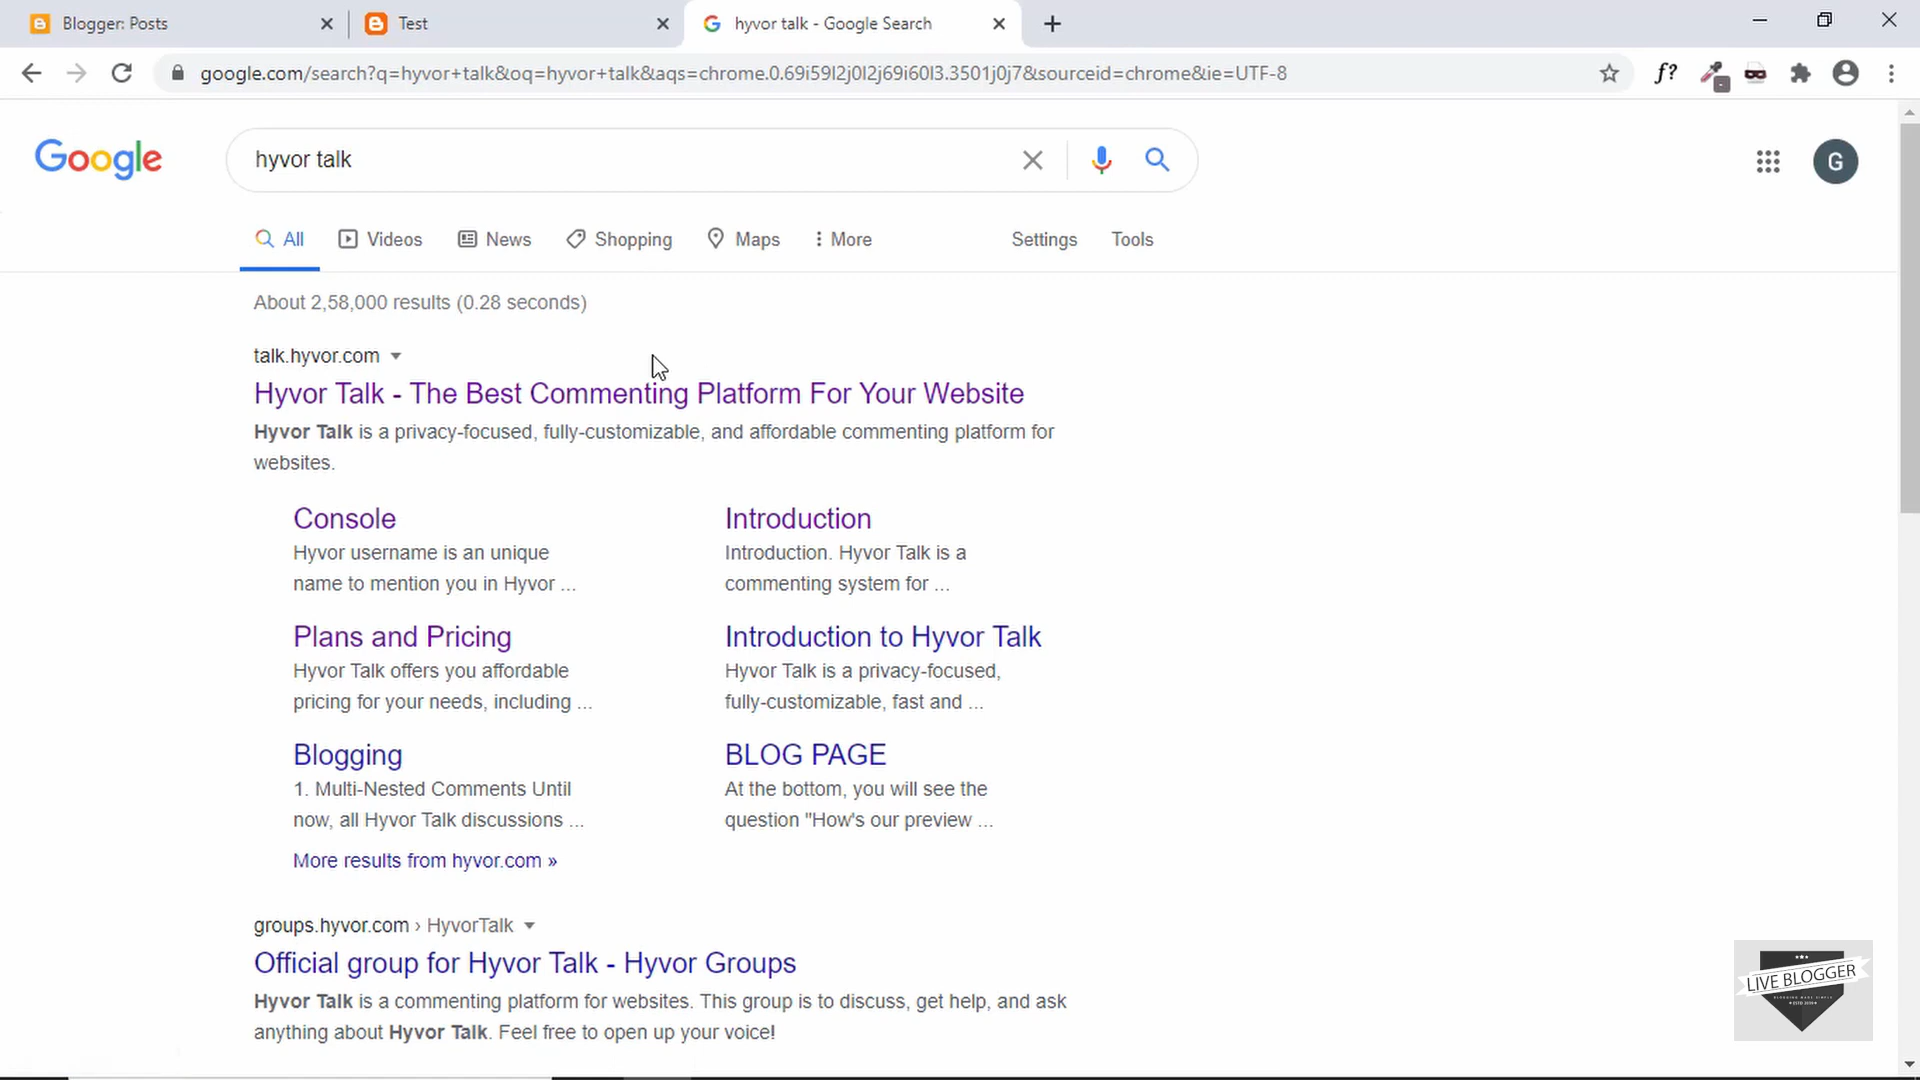 Blogger: Posts
Test
hyvor talk - Google Search
google.com/search?q=hyvor+talk&oq=hyvor+talk&aqs=chrome.0.69i59l2j0l2j69i60l3.3501j0j7&sourceid=chrome&ie=UTF-8
f?
Google
hyvor talk
G
All
Videos
News
Shopping
Maps
More
Settings
Tools
About 2,58,000 results (0.28 seconds)
talk.hyvor.com
Hyvor Talk - The Best Commenting Platform For Your Website
Hyvor Talk is a privacy-focused, fully-customizable, and affordable commenting platform for
websites.
Console
Hyvor username is an unique
name to mention you in Hyvor ...
Introduction
Introduction. Hyvor Talk is a
commenting system for ...
Plans and Pricing
Hyvor Talk offers you affordable
pricing for your needs, including ...
Introduction to Hyvor Talk
Hyvor Talk is a privacy-focused,
fully-customizable, fast and ...
Blogging
1. Multi-Nested Comments Until
now, all Hyvor Talk discussions ...
BLOG PAGE
At the bottom, you will see the
question "How's our preview ...
More results from hyvor.com »
groups.hyvor.com › HyvorTalk
Official group for Hyvor Talk - Hyvor Groups
Hyvor Talk is a commenting platform for websites. This group is to discuss, get help, and ask
anything about Hyvor Talk. Feel free to open up your voice!
LIVE BLOGGER